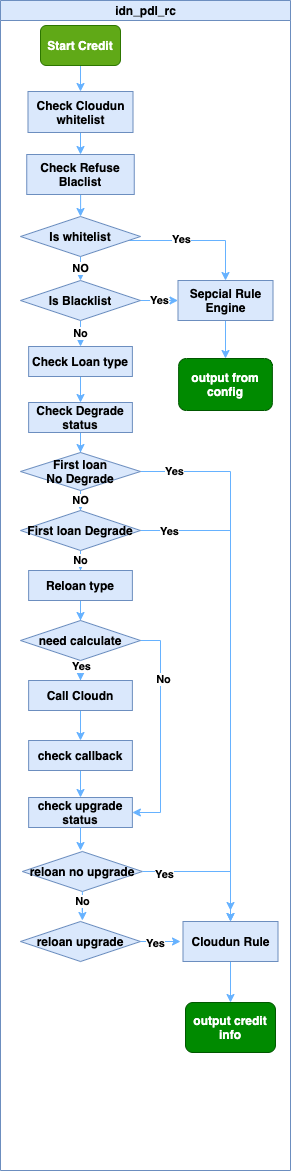 idn_pdl_rc
Start Credit
Check Cloudun
whitelist
Check Refuse
Blaclist
Is whitelist
Yes
NO
Is Blacklist
Yes
Sepcial Rule
Engine
No
Check Loan type
output from
config
Check Degrade
status
First loan
No Degrade
Yes
NO
First loan Degrade
Yes
No
Reloan type
need calculate
Yes
No
Call Cloudn
check callback
check upgrade
status
reloan no upgrade
Yes
No
reloan upgrade
Yes
Cloudun Rule
output credit
info